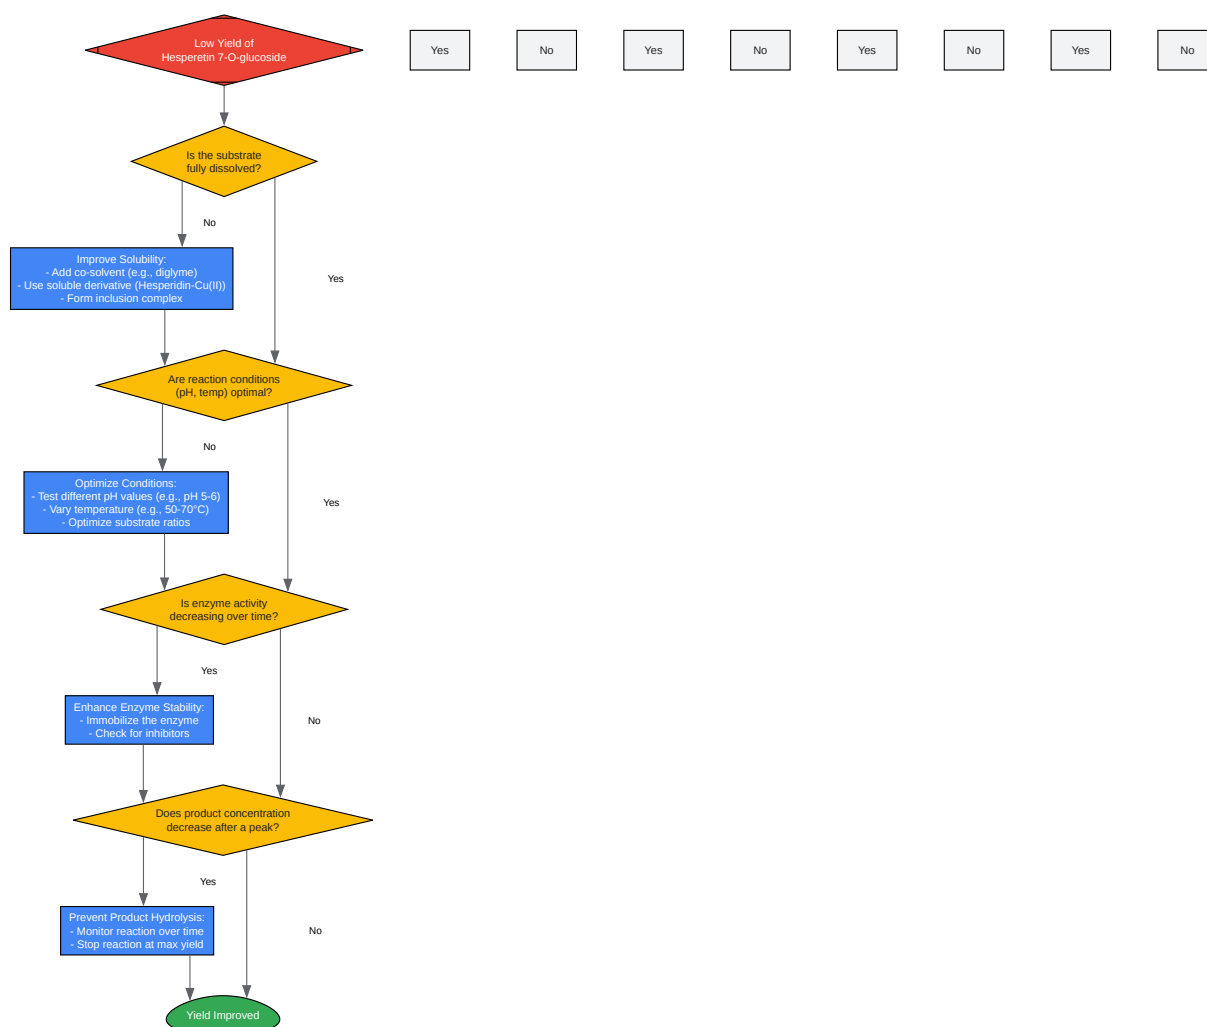 Low Yield of
Hesperetin 7-O-glucoside
Yes
No
Yes
No
Yes
No
Yes
No
Is the substrate
fully dissolved?
No
Improve Solubility:
- Add co-solvent (e.g., diglyme)
- Use soluble derivative (Hesperidin-Cu(II))
- Form inclusion complex
Yes
Are reaction conditions
(pH, temp) optimal?
No
Optimize Conditions:
- Test different pH values (e.g., pH 5-6)
- Vary temperature (e.g., 50-70°C)
- Optimize substrate ratios
Yes
Is enzyme activity
decreasing over time?
Yes
Enhance Enzyme Stability:
- Immobilize the enzyme
- Check for inhibitors
No
Does product concentration
decrease after a peak?
Yes
Prevent Product Hydrolysis:
- Monitor reaction over time
- Stop reaction at max yield
No
Yield Improved